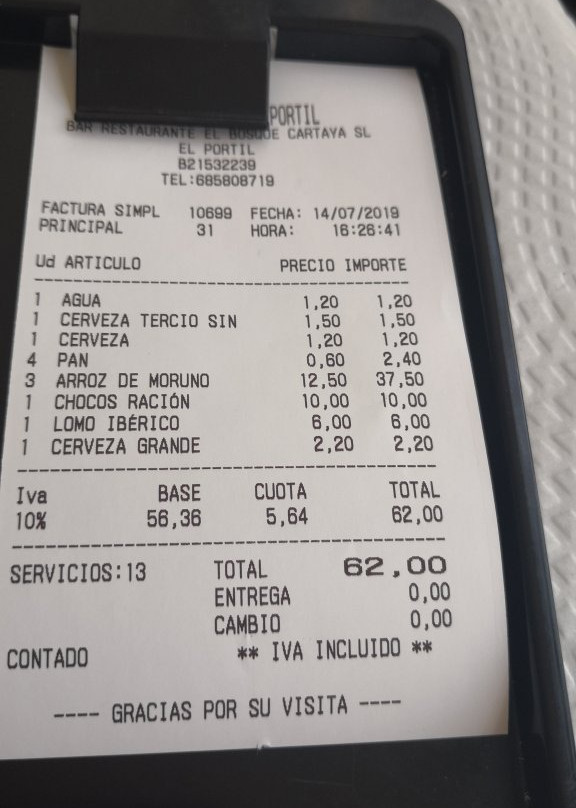 PORTIL
BAR RESTAURANTE EL BOSQUE CARTAYA SL
EL PORTIL
B21532239
TEL:685808719
FACTURA SIMPL 10699 FECHA: 14/07/2019
PRINCIPAL 31 HORA: 16:26:41
Ud ARTICULO PRECIO IMPORTE
1 AGUA 1,20 1,20
1 CERVEZA TERCIO SIN 1,50 1,50
1 CERVEZA 1,20 1,20
4 PAN 0,60 2,40
3 ARROZ DE MORUNO 12,50 37,50
1 CHOCOS RACIÓN 10,00 10,00
1 LOMO IBÉRICO 6,00 6,00
1 CERVEZA GRANDE 2,20 2,20
Iva BASE CUOTA TOTAL
10% 56,36 5,64 62,00
SERVICIOS:13 TOTAL 62,00
ENTREGA 0,00
CAMBIO 0,00
CONTADO ** IVA INCLUIDO **
---- GRACIAS POR SU VISITA ----